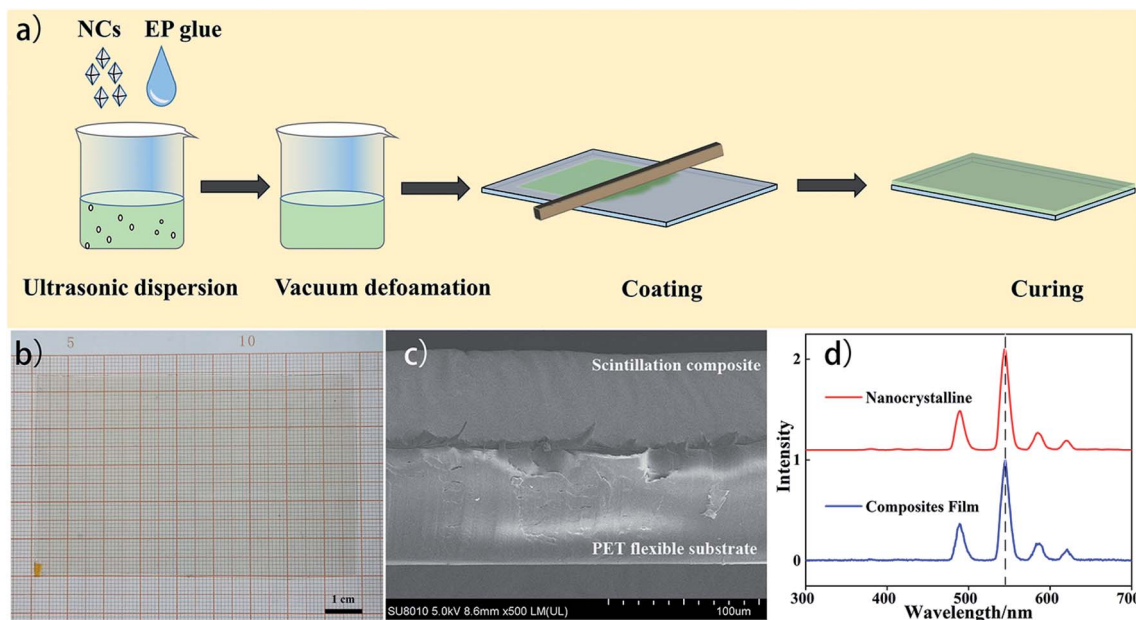 a)
NCs EP glue
Ultrasonic dispersion
Vacuum defoamation
Coating
Curing
b)
5 10
1 cm
c)
Scintillation composite
PET flexible substrate
SU8010 5.0kV 8.6mm x500 LM(UL) 100um
d)
2
Nanocrystalline
1
Composites Film
0
Intensity
300 400 500 600 700
Wavelength/nm